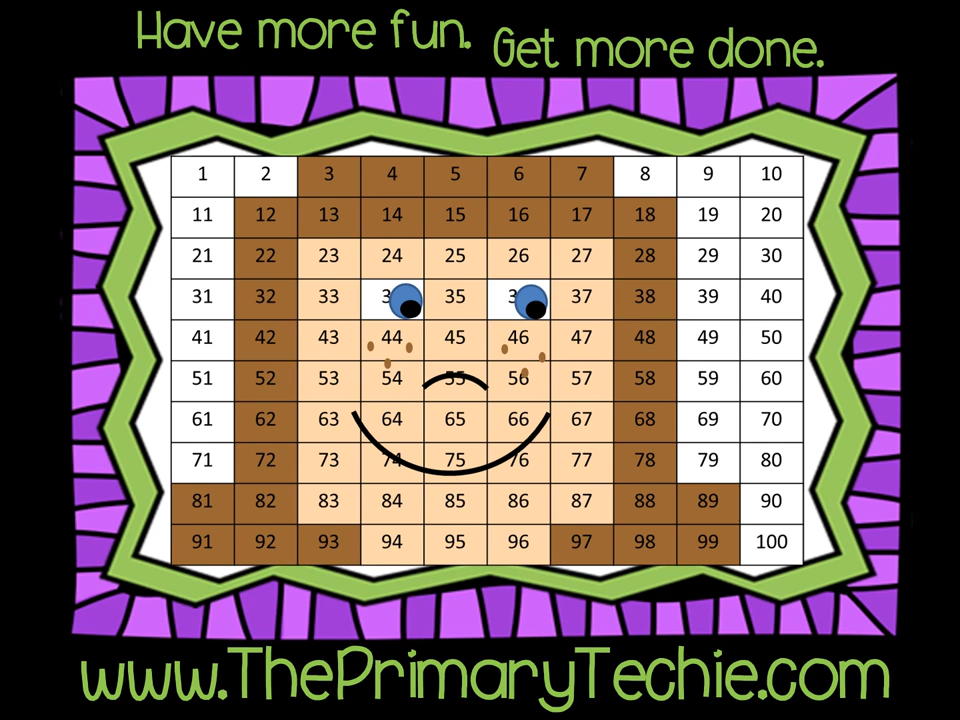 Have more fun. Get more done.
1 2 3 4 5 6 7 8 9 10
11 12 13 14 15 16 17 18 19 20
21 22 23 24 25 26 27 28 29 30
31 32 33 3 35 3 37 38 39 40
41 42 43 44 45 46 47 48 49 50
51 52 53 54 55 56 57 58 59 60
61 62 63 64 65 66 67 68 69 70
71 72 73 74 75 76 77 78 79 80
81 82 83 84 85 86 87 88 89 90
91 92 93 94 95 96 97 98 99 100
www.ThePrimaryTechie.com